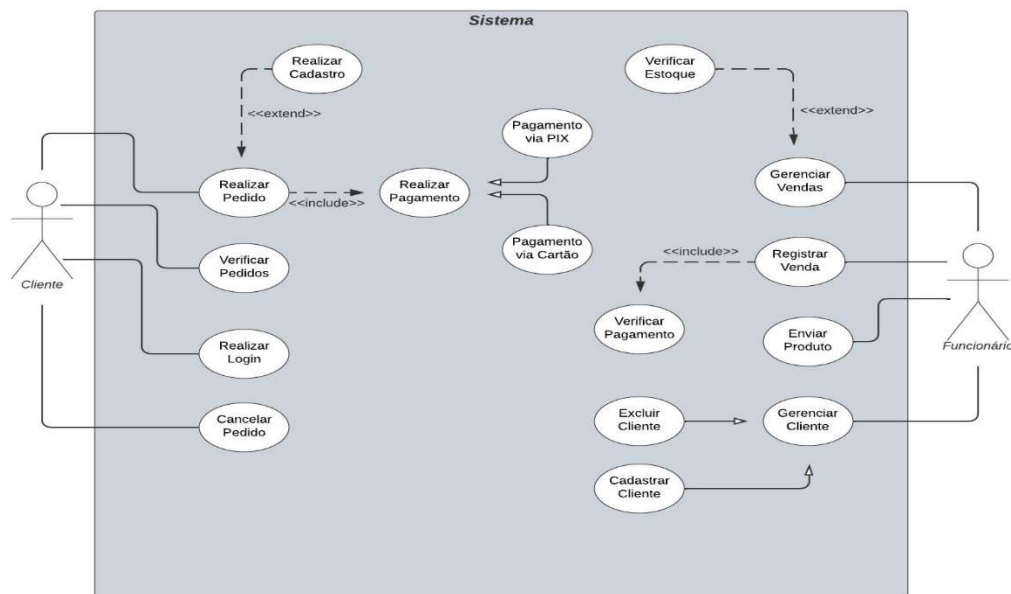 Sistema
Realizar
Cadastro
Verificar
Estoque
<<extend>>
<<extend>>
Pagamento
via PIX
Realizar
Pedido
<<include>>
Realizar
Pagamento
Gerenciar
Vendas
Pagamento
via Cartão
<<include>>
Registrar
Venda
Verificar
Pedidos
Cliente
Verificar
Pagamento
Enviar
Produto
Funcionário
Realizar
Login
Cancelar
Pedido
Excluir
Cliente
Gerenciar
Cliente
Cadastrar
Cliente